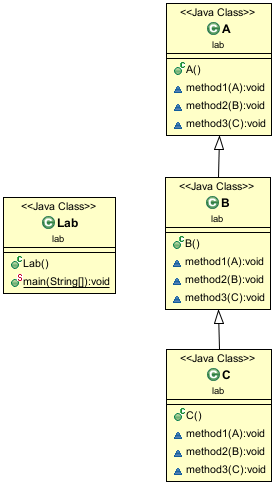 <<Java Class>>
A
lab
A()
method1(A):void
method2(B):void
method3(C):void
<<Java Class>>
B
lab
B()
method1(A):void
method2(B):void
method3(C):void
<<Java Class>>
Lab
lab
Lab()
main(String[]):void
<<Java Class>>
C
lab
C()
method1(A):void
method2(B):void
method3(C):void